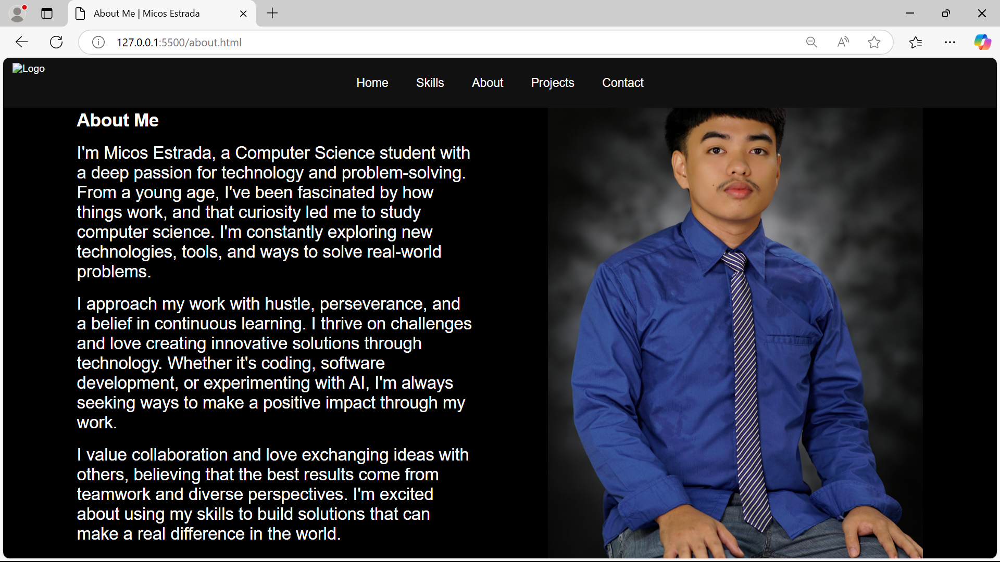 About Me | Micos Estrada
127.0.0.1:5500/about.html
Logo
Home Skills About Projects Contact
About Me
I'm Micos Estrada, a Computer Science student with
a deep passion for technology and problem-solving.
From a young age, I've been fascinated by how
things work, and that curiosity led me to study
computer science. I'm constantly exploring new
technologies, tools, and ways to solve real-world
problems.
I approach my work with hustle, perseverance, and
a belief in continuous learning. I thrive on challenges
and love creating innovative solutions through
technology. Whether it's coding, software
development, or experimenting with AI, I'm always
seeking ways to make a positive impact through my
work.
I value collaboration and love exchanging ideas with
others, believing that the best results come from
teamwork and diverse perspectives. I'm excited
about using my skills to build solutions that can
make a real difference in the world.